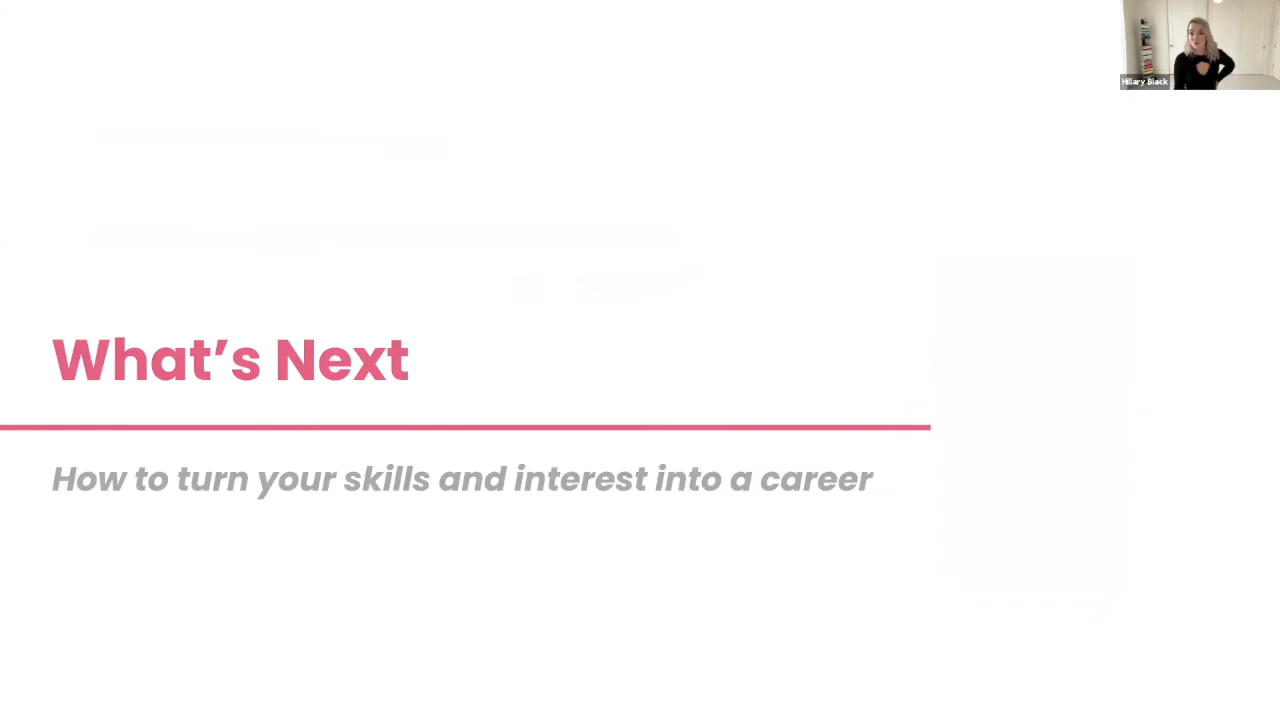 Hillary Black
What's Next
How to turn your skills and interest into a career